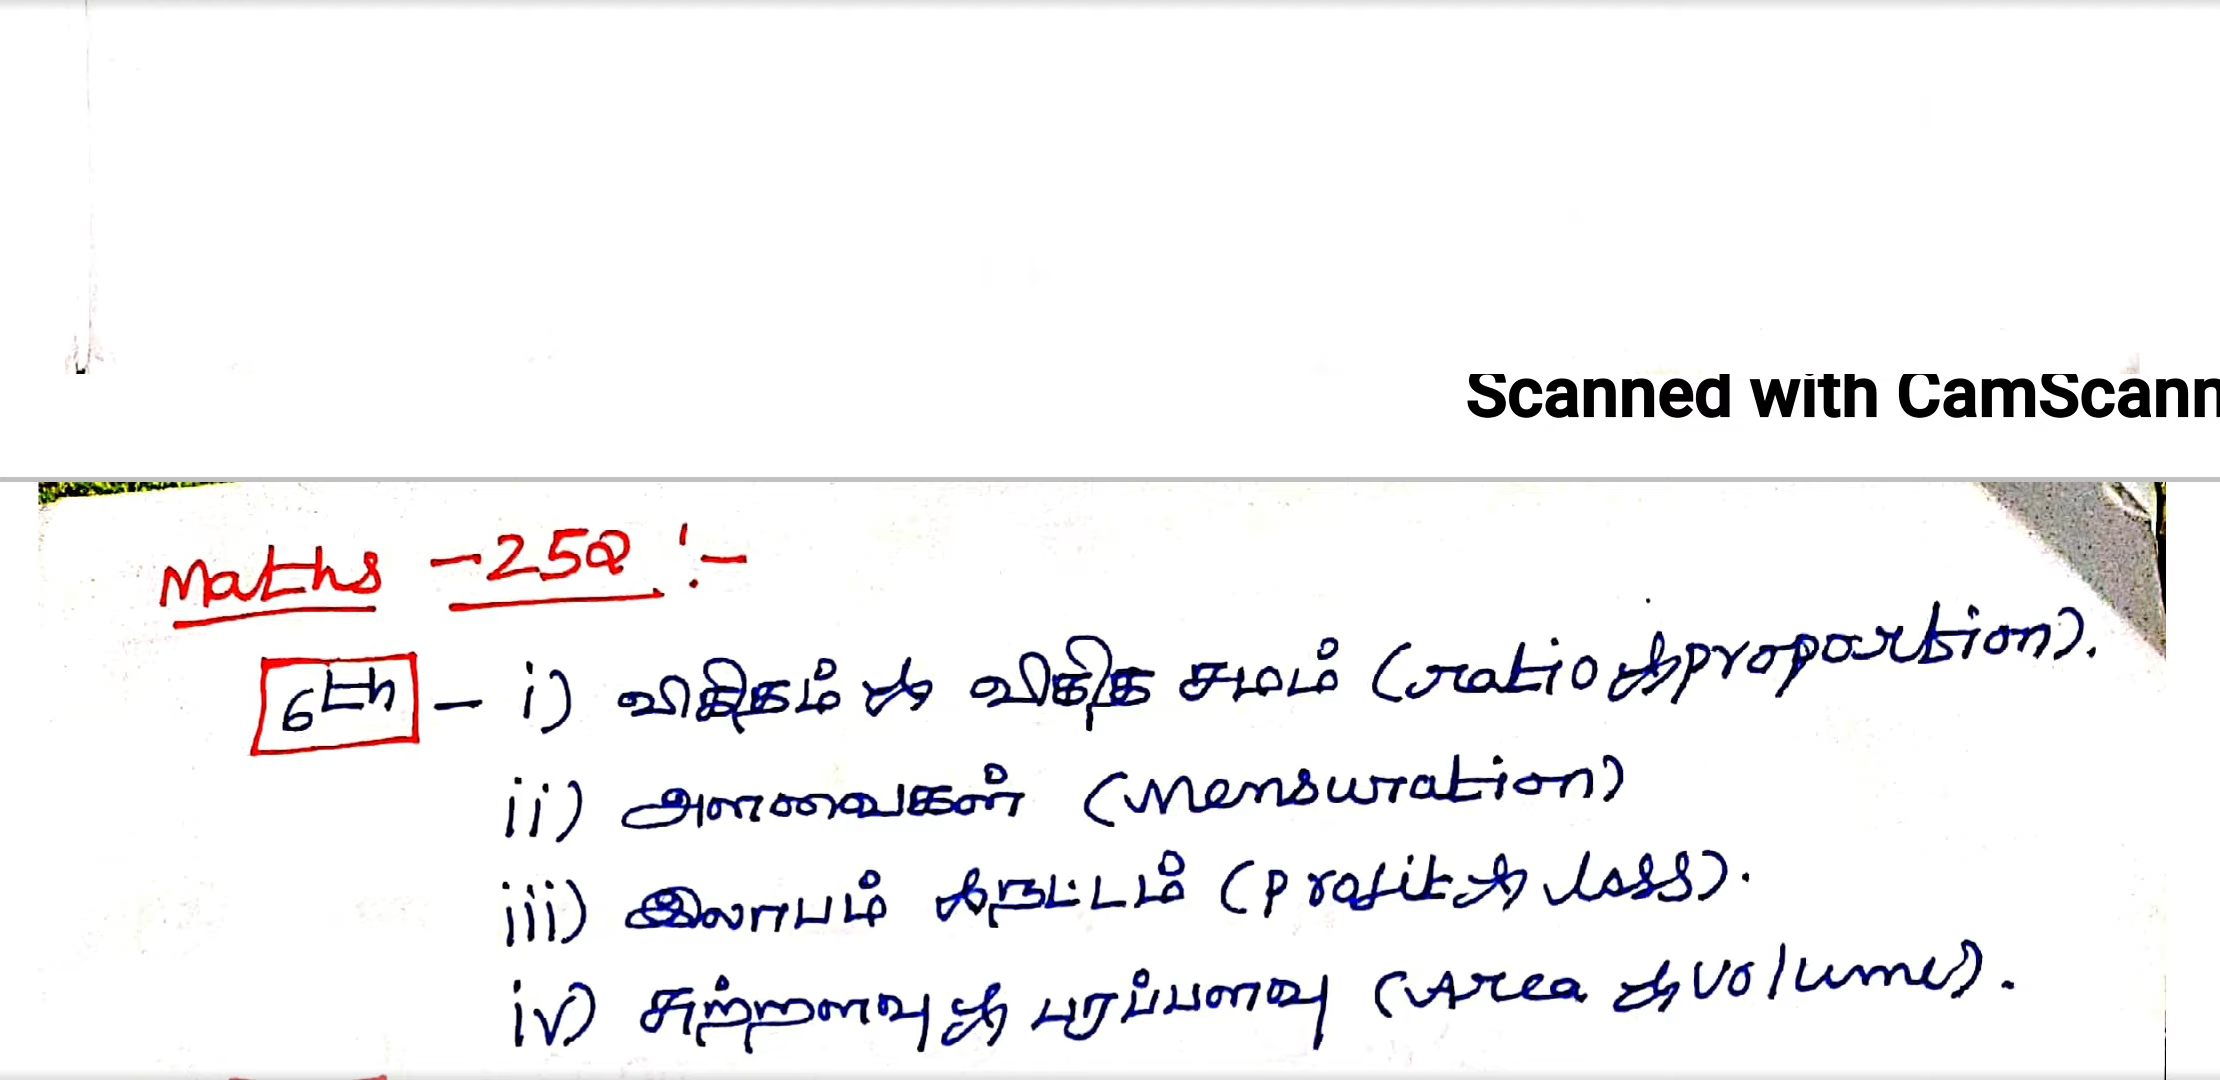 Scanned with CamScann
Maths - 25Q :-
6th - i) விகிதம் & விகித சமம் (ratio & proportion).
ii) அளவைகள் (Mensuration)
iii) இலாபம் & நட்டம் (profit & loss).
iv) சுற்றளவு & பரப்பளவு (Area & Volume).